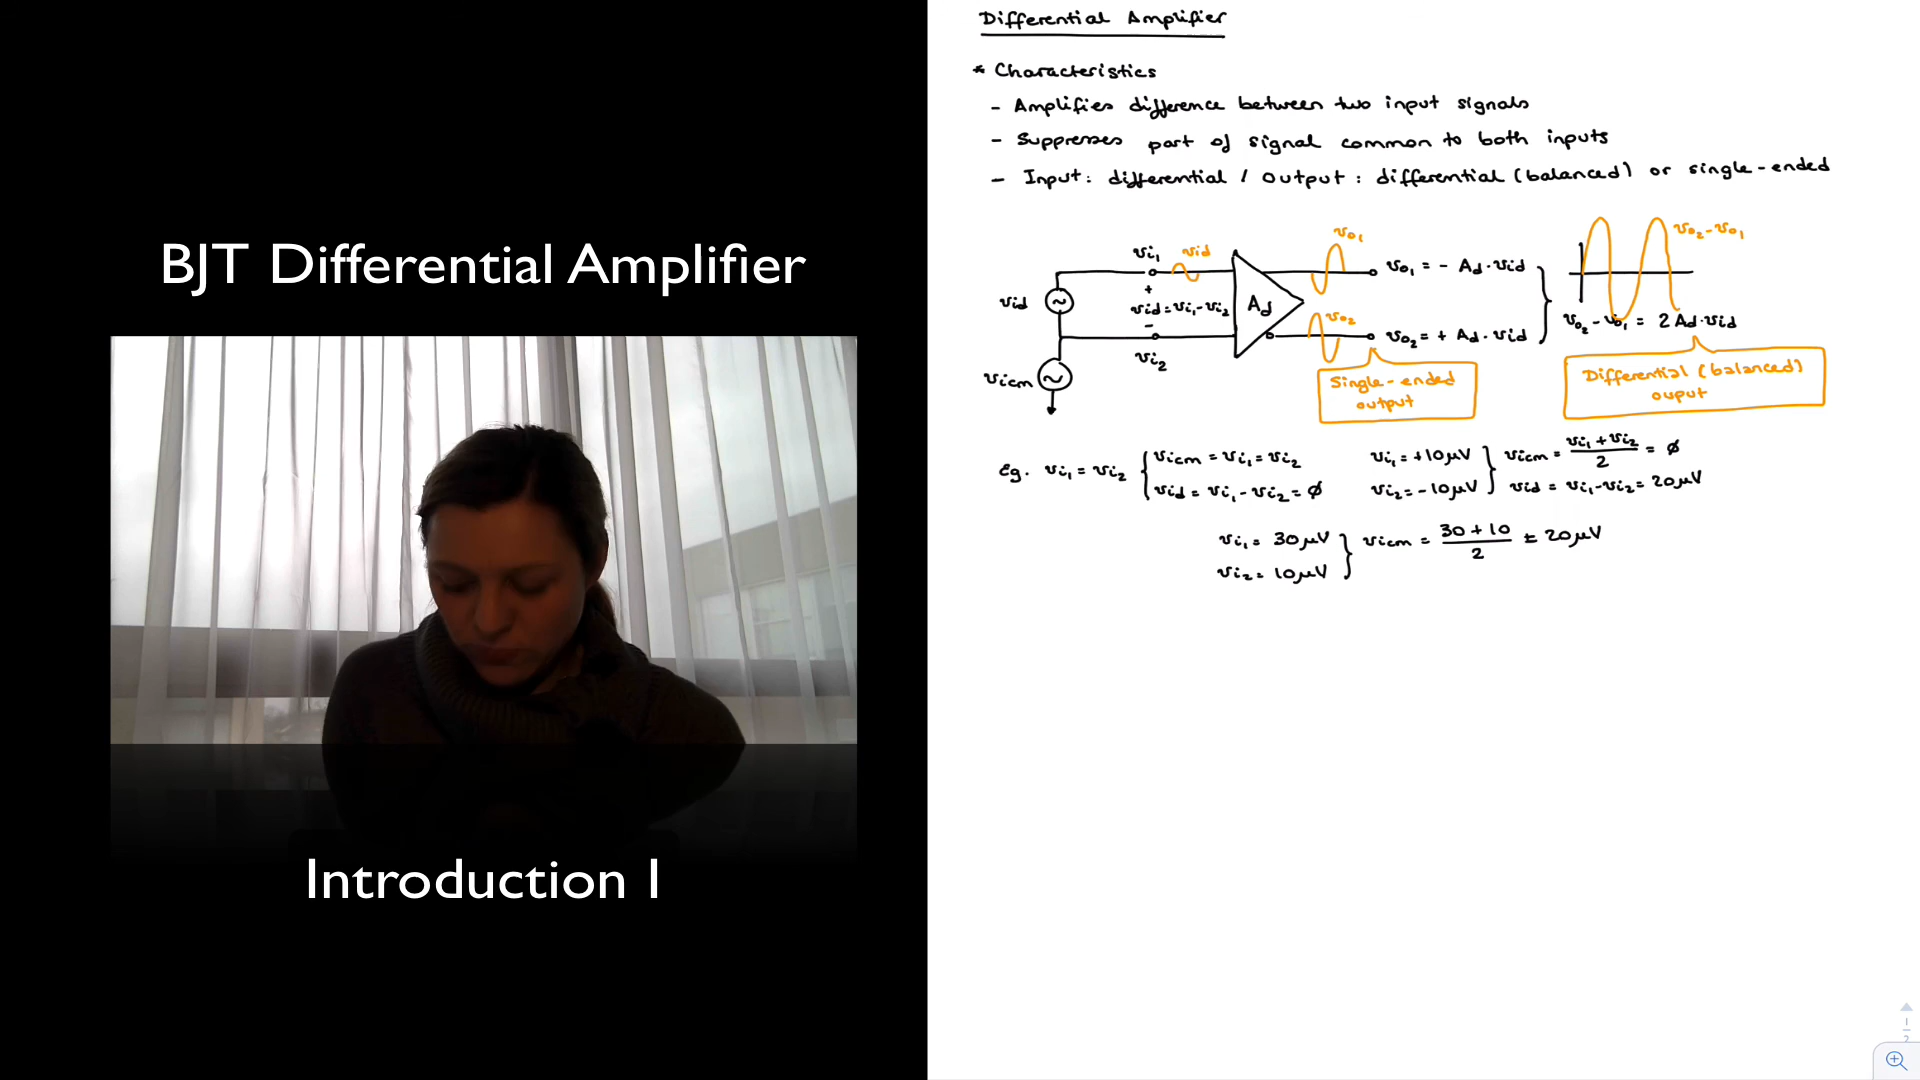 BJT Differential Amplifier
Introduction I
Differential Amplifier
* Characteristics
- Amplifies difference between two input signals
- Suppresses part of signal common to both inputs
- Input: differential / output: differential (balanced) or single-ended
vi₁
vid
vo₁
vo₂-vo₁
vo₁ = - Ad·vid
vid
+
vid=vi₁-vi₂
-
Ad
vo₂
vo₂-vo₁ = 2Ad·vid
vo₂ = + Ad·vid
vi₂
vicm
Single-ended
output
Differential (balanced)
ouput
Eg. vi₁ = vi₂ { vicm = vi₁ = vi₂
vid = vi₁ - vi₂ = ∅
vi₁ = +10μV } vicm = (vi₁ + vi₂)/2 = ∅
vi₂ = -10μV } vid = vi₁-vi₂ = 20μV
vi₁ = 30μV } vicm = (30 + 10)/2 = 20μV
vi₂ = 10μV
1
2